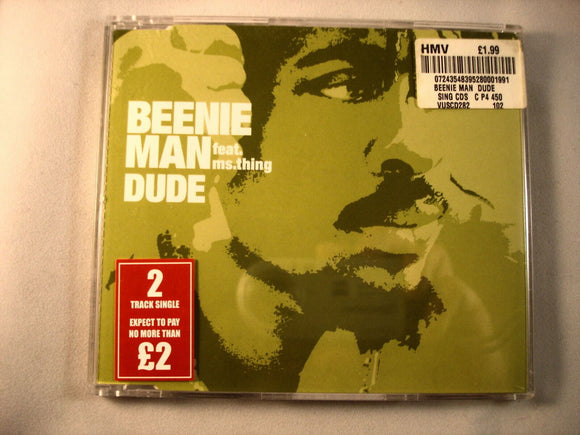 BEENIE
MAN feat.
ms.thing
DUDE
HMV £1.99
07243548395280001991
BEENIE MAN DUDE
SING CDS C P4 450
VUSCD282 102
2
TRACK SINGLE
EXPECT TO PAY
NO MORE THAN
£2